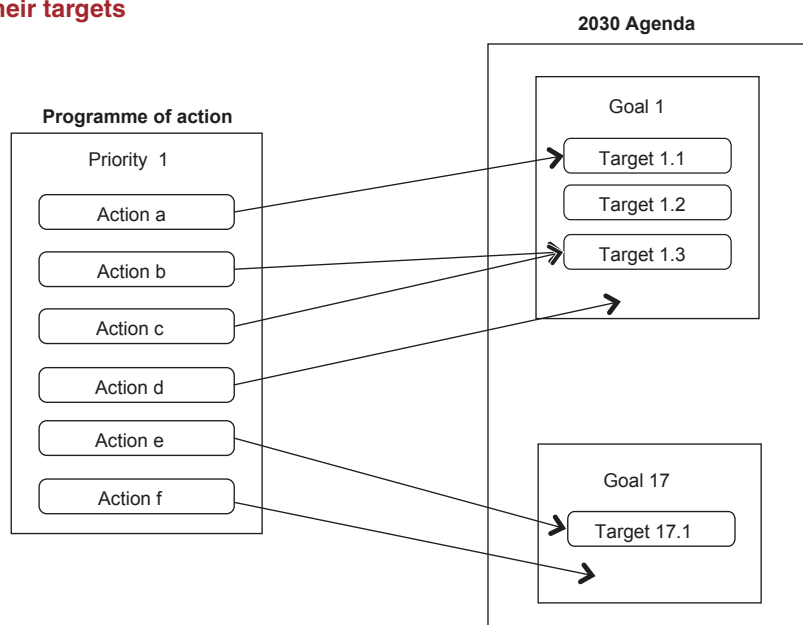 their targets
2030 Agenda
Programme of action
Priority 1
Action a
Action b
Action c
Action d
Action e
Action f
Goal 1
Target 1.1
Target 1.2
Target 1.3
Goal 17
Target 17.1